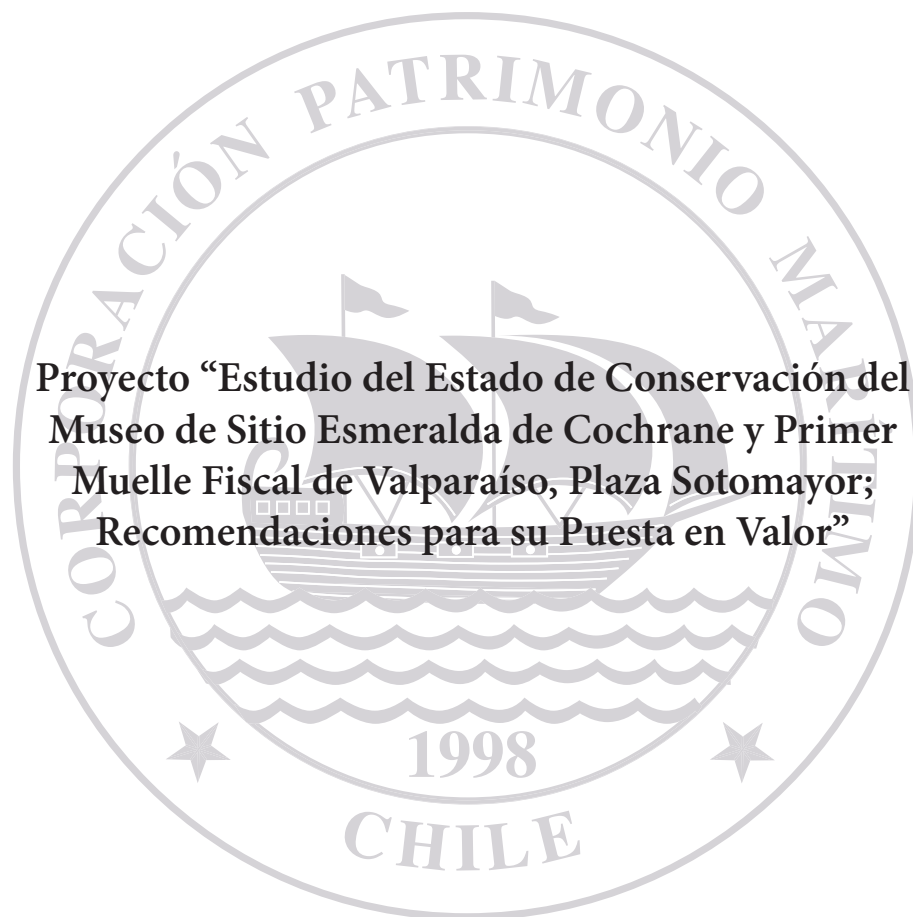 CORPORACIÓN PATRIMONIO MARÍTIMO
Proyecto “Estudio del Estado de Conservación del
Museo de Sitio Esmeralda de Cochrane y Primer
Muelle Fiscal de Valparaíso, Plaza Sotomayor;
Recomendaciones para su Puesta en Valor”
1998
CHILE